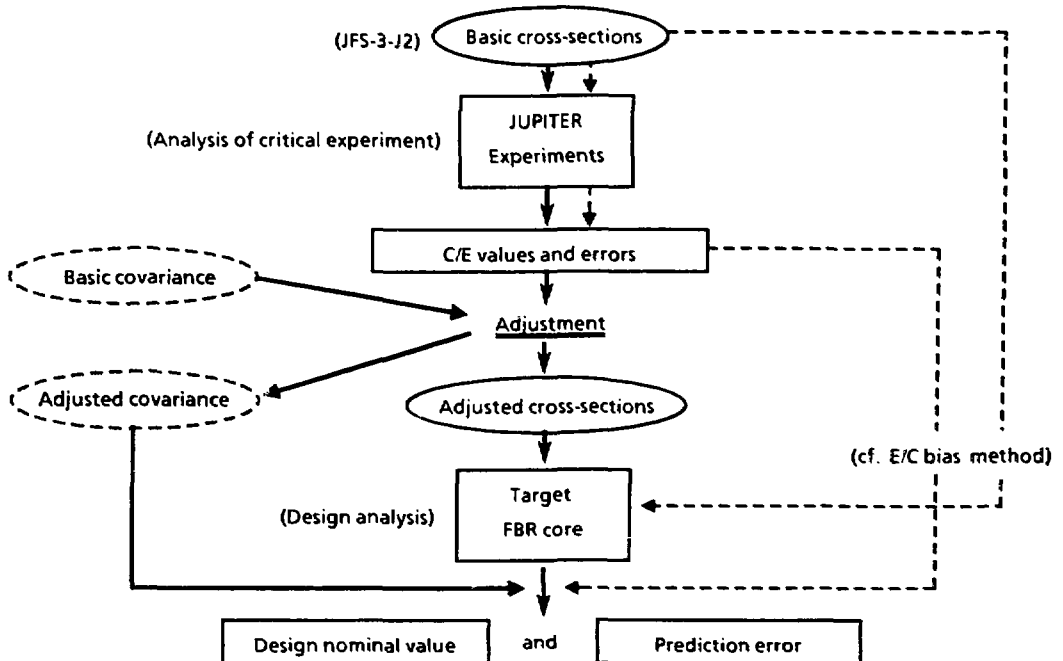 (JFS-3-J2)
Basic cross-sections
(Analysis of critical experiment)
JUPITER
Experiments
C/E values and errors
Basic covariance
Adjustment
Adjusted covariance
Adjusted cross-sections
(cf. E/C bias method)
(Design analysis)
Target
FBR core
Design nominal value
and
Prediction error